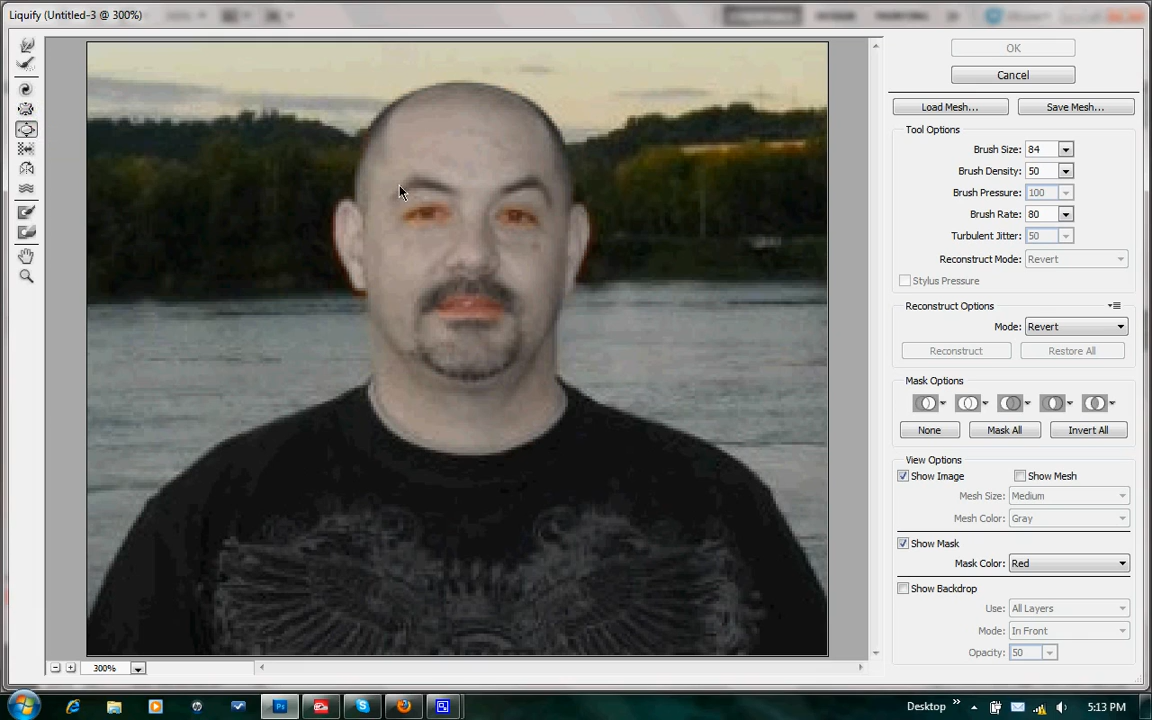 Liquify (Untitled-3 @ 300%)
OK
Cancel
Load Mesh...
Save Mesh...
Tool Options
Brush Size: 84
Brush Density: 50
Brush Pressure: 100
Brush Rate: 80
Turbulent Jitter: 50
Reconstruct Mode: Revert
Stylus Pressure
Reconstruct Options
Mode: Revert
Reconstruct
Restore All
Mask Options
None
Mask All
Invert All
View Options
Show Image
Show Mesh
Mesh Size: Medium
Mesh Color: Gray
Show Mask
Mask Color: Red
Show Backdrop
Use: All Layers
Mode: In Front
Opacity: 50
300%
Ps
Desktop
5:13 PM